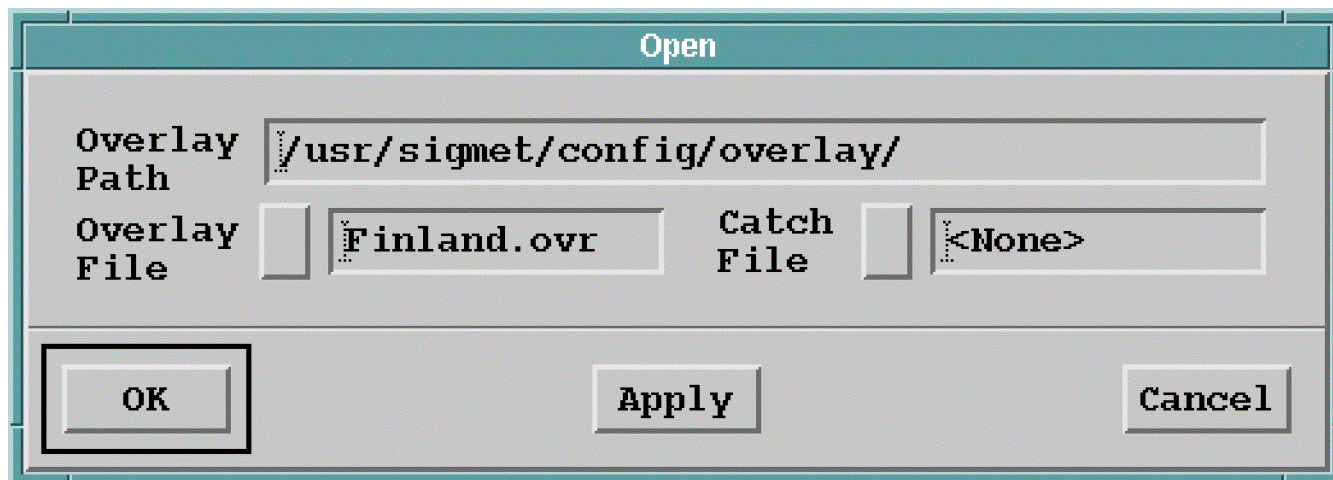 Open
Overlay Path
/usr/sigmet/config/overlay/
Overlay File
Finland.ovr
Catch File
<None>
OK
Apply
Cancel